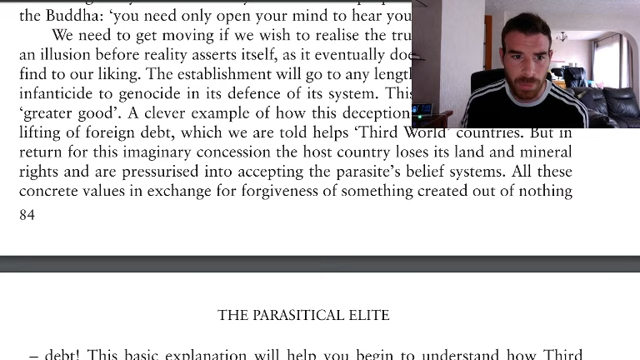 the Buddha: 'you need only open your mind to hear you
We need to get moving if we wish to realise the tru
an illusion before reality asserts itself, as it eventually doe
find to our liking. The establishment will go to any lengt
infanticide to genocide in its defence of its system. This
'greater good'. A clever example of how this deception
lifting of foreign debt, which we are told helps 'Third World' countries. But in
return for this imaginary concession the host country loses its land and mineral
rights and are pressurised into accepting the parasite's belief systems. All these
concrete values in exchange for forgiveness of something created out of nothing
84
THE PARASITICAL ELITE
– debt! This basic explanation will help you begin to understand how Third